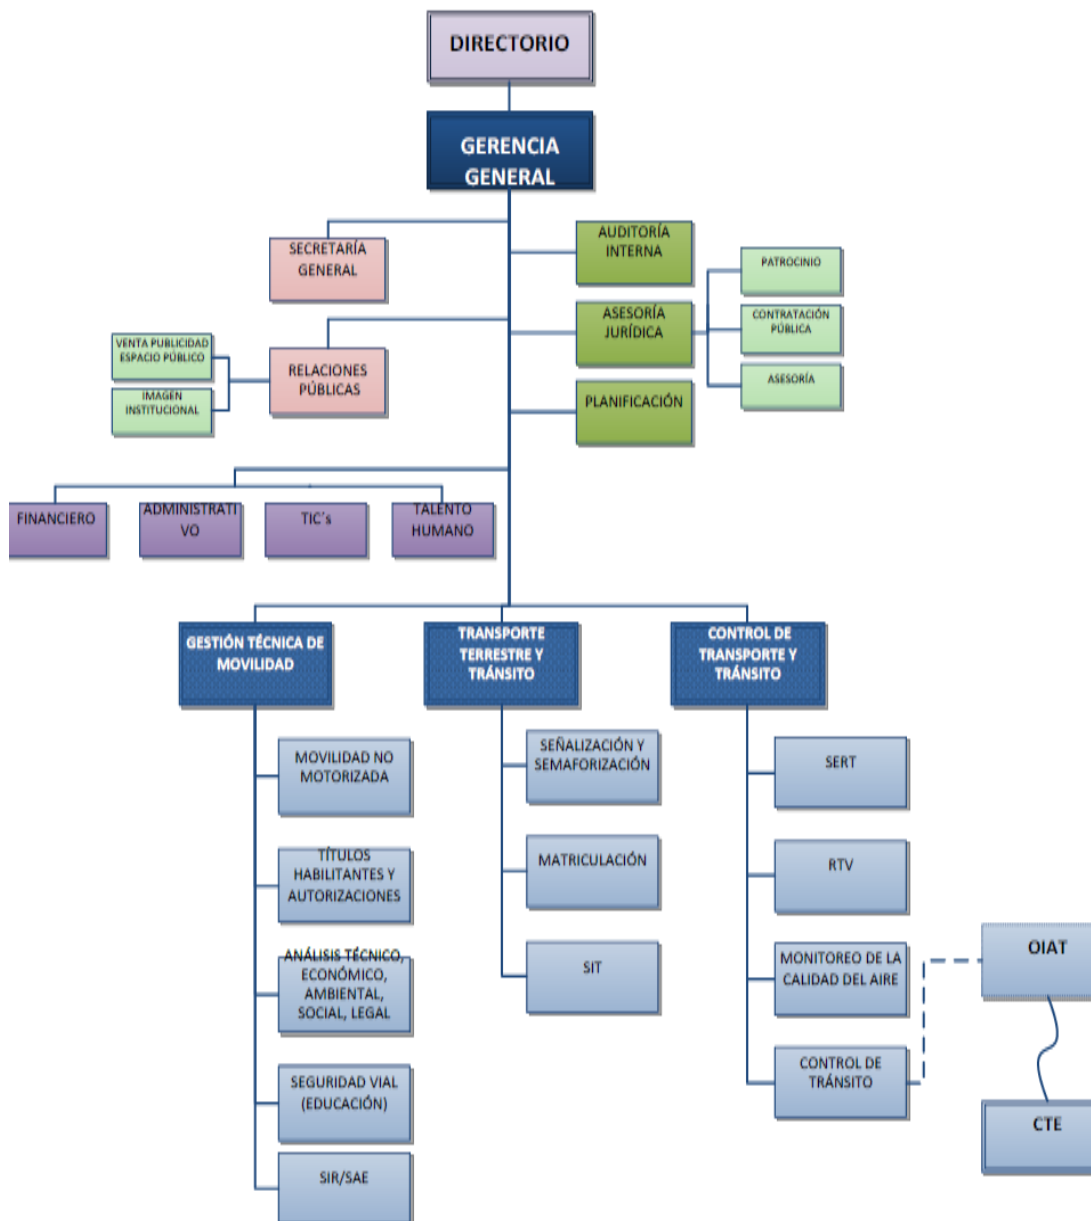 DIRECTORIO
GERENCIA
GENERAL
SECRETARÍA
GENERAL
AUDITORÍA
INTERNA
PATROCINIO
ASESORÍA
JURÍDICA
CONTRATACIÓN
PÚBLICA
ASESORÍA
VENTA PUBLICIDAD
ESPACIO PÚBLICO
RELACIONES
PÚBLICAS
IMAGEN
INSTITUCIONAL
PLANIFICACIÓN
FINANCIERO
ADMINISTRATI
VO
TIC´s
TALENTO
HUMANO
GESTIÓN TÉCNICA DE
MOVILIDAD
TRANSPORTE
TERRESTRE Y
TRÁNSITO
CONTROL DE
TRANSPORTE Y
TRÁNSITO
MOVILIDAD NO
MOTORIZADA
TÍTULOS
HABILITANTES Y
AUTORIZACIONES
ANÁLISIS TÉCNICO,
ECONÓMICO,
AMBIENTAL,
SOCIAL, LEGAL
SEGURIDAD VIAL
(EDUCACIÓN)
SIR/SAE
SEÑALIZACIÓN Y
SEMAFORIZACIÓN
MATRICULACIÓN
SIT
SERT
RTV
MONITOREO DE LA
CALIDAD DEL AIRE
CONTROL DE
TRÁNSITO
OIAT
CTE